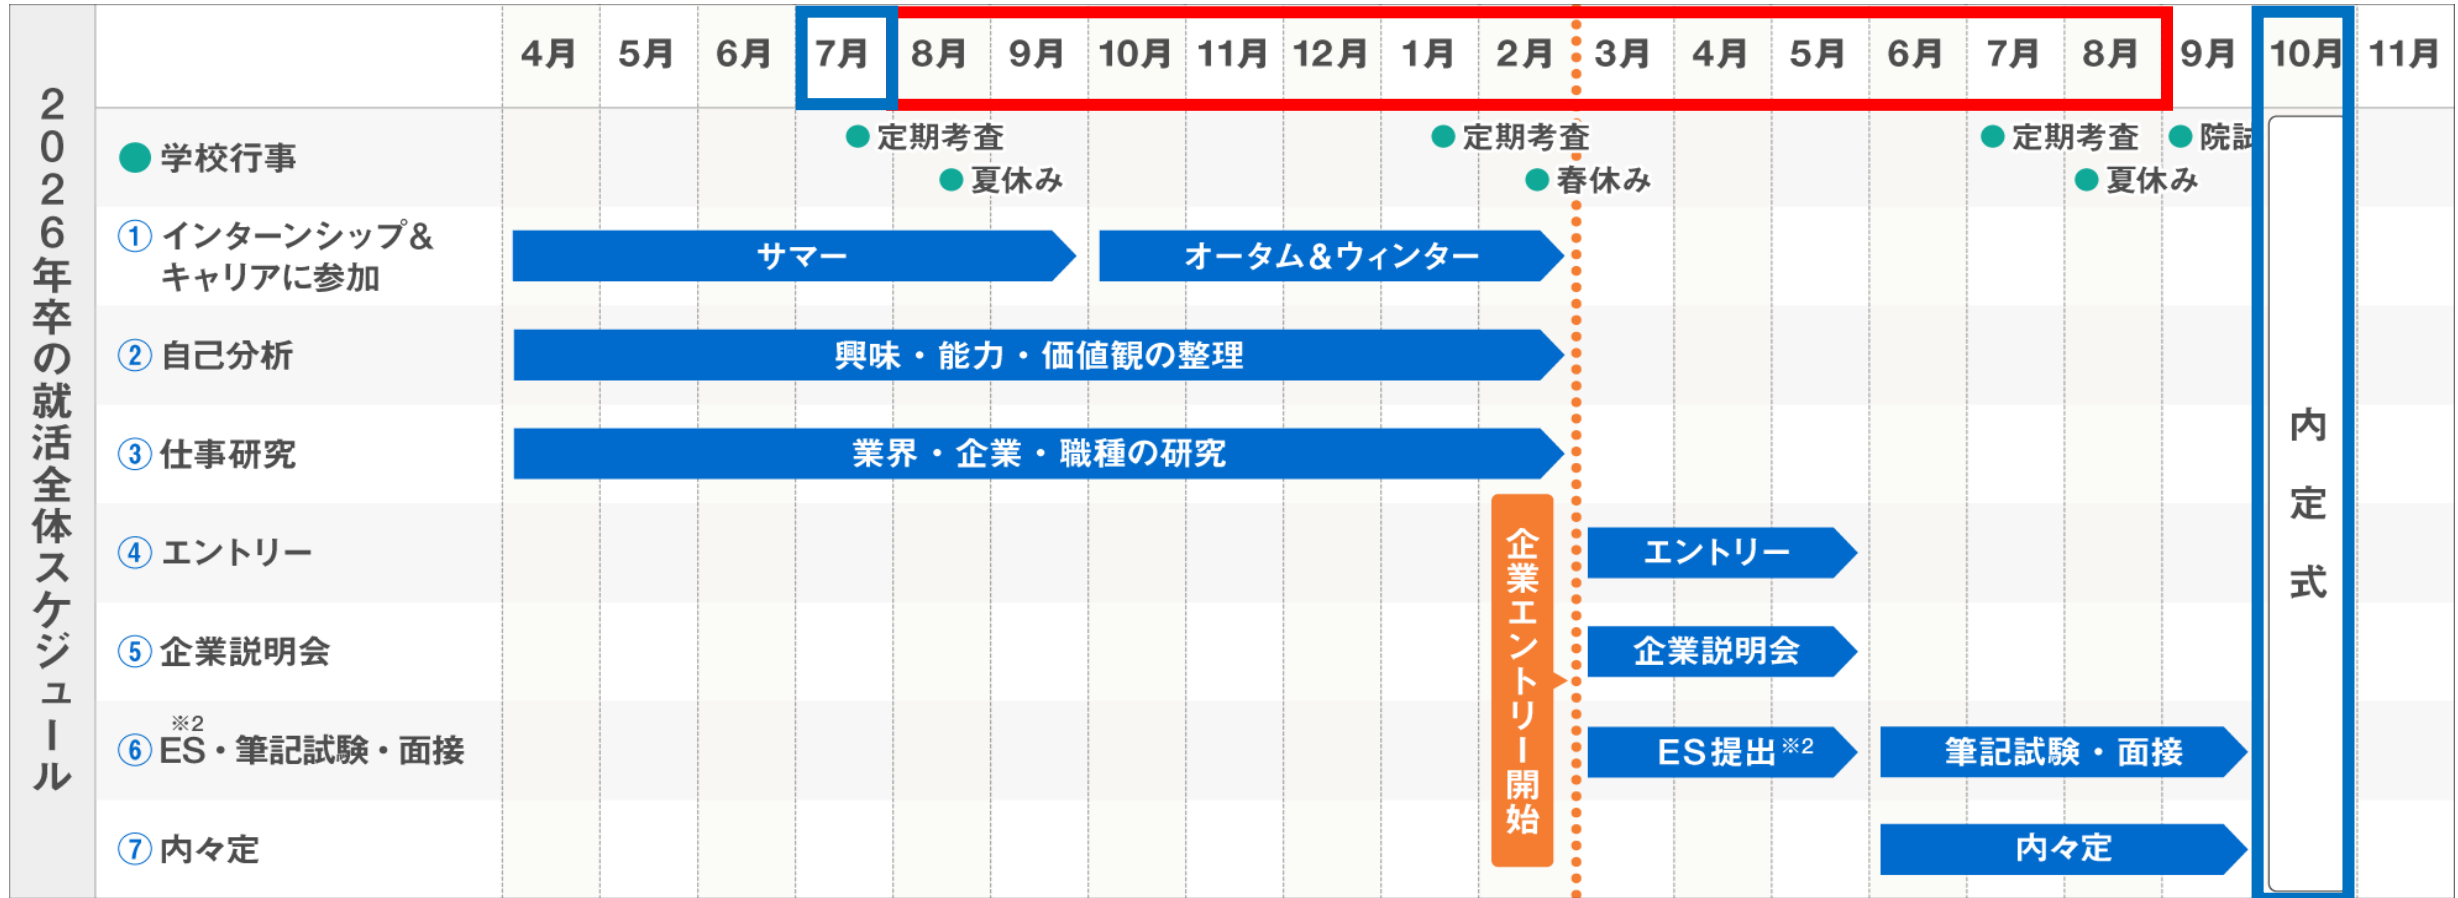 2026年卒の就活全体スケジュール
4月 5月 6月 7月 8月 9月 10月 11月 12月 1月 2月 3月 4月 5月 6月 7月 8月 9月 10月 11月
学校行事
定期考査 定期考査 定期考査 院試
夏休み 春休み 夏休み
① インターンシップ&
キャリアに参加
サマー オータム&ウィンター
② 自己分析
興味・能力・価値観の整理
③ 仕事研究
業界・企業・職種の研究
企業エントリー開始
④ エントリー
エントリー
⑤ 企業説明会
企業説明会
※2
⑥ ES・筆記試験・面接
ES提出※2 筆記試験・面接
⑦ 内々定
内々定
内定式